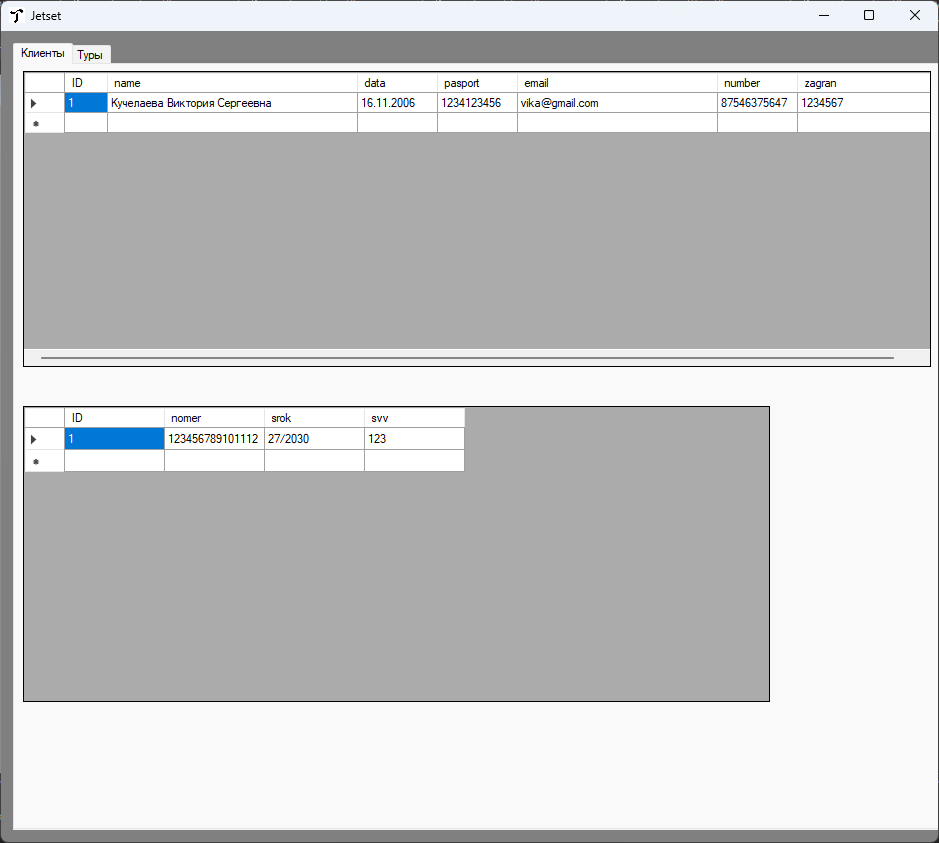 Jetset
Клиенты Туры
ID name data pasport email number zagran
1 Кучелаева Виктория Сергеевна 16.11.2006 1234123456 vika@gmail.com 87546375647 1234567
ID nomer srok svv
1 123456789101112 27/2030 123